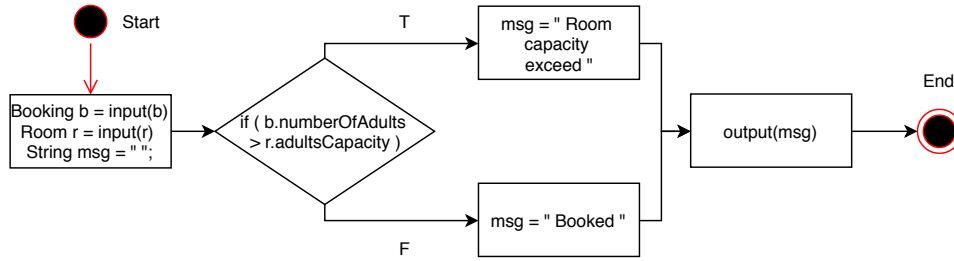 Start
Booking b = input(b)
Room r = input(r)
String msg = " ";
if ( b.numberOfAdults
> r.adultsCapacity )
T
msg = " Room
capacity
exceed "
F
msg = " Booked "
output(msg)
End